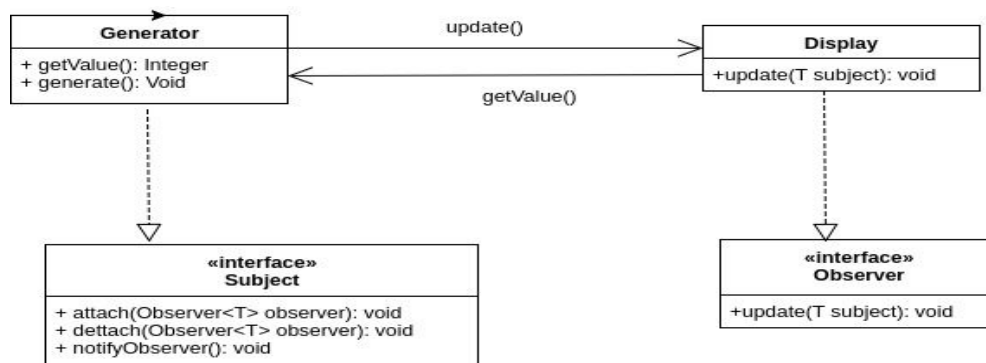 Generator
+ getValue(): Integer
+ generate(): Void
update()
getValue()
Display
+update(T subject): void
«interface»
Subject
+ attach(Observer<T> observer): void
+ dettach(Observer<T> observer): void
+ notifyObserver(): void
«interface»
Observer
+update(T subject): void